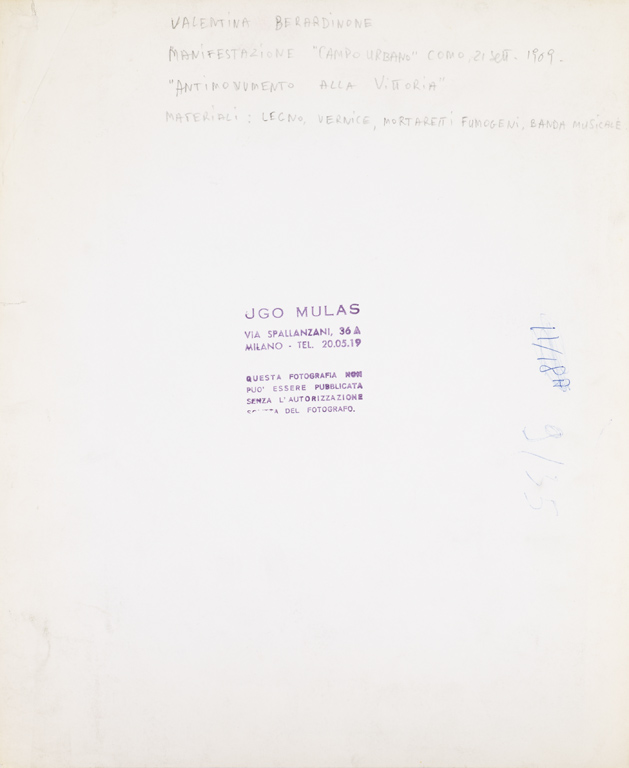 VALENTINA BERARDINONE
MANIFESTAZIONE "CAMPO URBANO" COMO, 21 SETT. 1969.
"ANTIMONUMENTO ALLA VITTORIA"
MATERIALI: LEGNO, VERNICE, MORTARETTI FUMOGENI, BANDA MUSICALE.
UGO MULAS
VIA SPALLANZANI, 36 A
MILANO - TEL. 20.05.19
QUESTA FOTOGRAFIA NON
PUO' ESSERE PUBBLICATA
SENZA L'AUTORIZZAZIONE
DEL FOTOGRAFO.